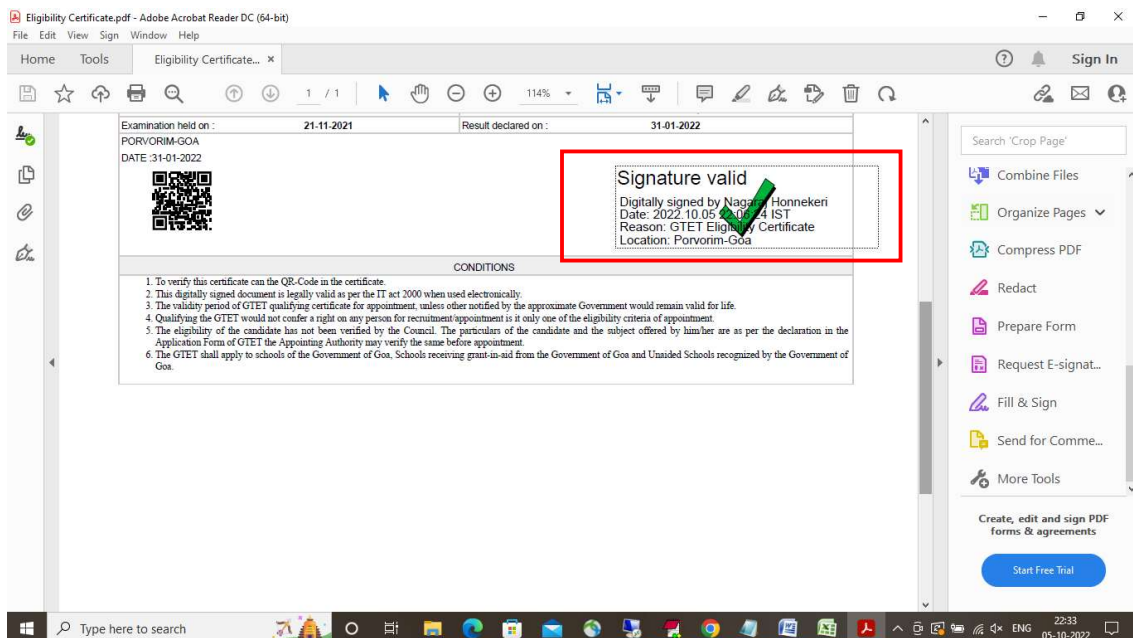 Eligibility Certificate.pdf - Adobe Acrobat Reader DC (64-bit)
File Edit View Sign Window Help
Home Tools Eligibility Certificate... × Sign In
1 / 1 114%
Examination held on : 21-11-2021 Result declared on : 31-01-2022
PORVORIM-GOA
DATE :31-01-2022
Signature valid
Digitally signed by Nagaraj Honnekeri
Date: 2022.10.05 22:06:24 IST
Reason: GTET Eligibility Certificate
Location: Porvorim-Goa
CONDITIONS
1. To verify this certificate can the QR-Code in the certificate.
2. This digitally signed document is legally valid as per the IT act 2000 when used electronically.
3. The validity period of GTET qualifying certificate for appointment, unless other notified by the approximate Government would remain valid for life.
4. Qualifying the GTET would not confer a right on any person for recruitment/appointment is it only one of the eligibility criteria of appointment.
5. The eligibility of the candidate has not been verified by the Council. The particulars of the candidate and the subject offered by him/her are as per the declaration in the
Application Form of GTET the Appointing Authority may verify the same before appointment.
6. The GTET shall apply to schools of the Government of Goa, Schools receiving grant-in-aid from the Government of Goa and Unaided Schools recognized by the Government of
Goa.
Search 'Crop Page'
Combine Files
Organize Pages
Compress PDF
Redact
Prepare Form
Request E-signat...
Fill & Sign
Send for Comme...
More Tools
Create, edit and sign PDF
forms & agreements
Start Free Trial
Type here to search
ENG
22:33
05-10-2022